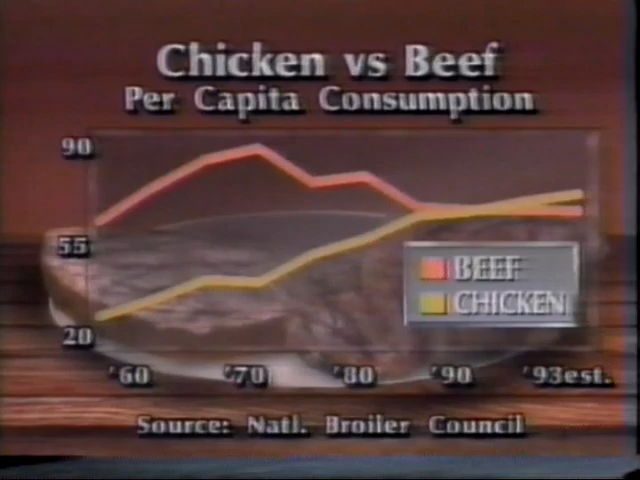 Chicken vs Beef
Per Capita Consumption
90
55
20
BEEF
CHICKEN
'60 '70 '80 '90 '93est.
Source: Natl. Broiler Council